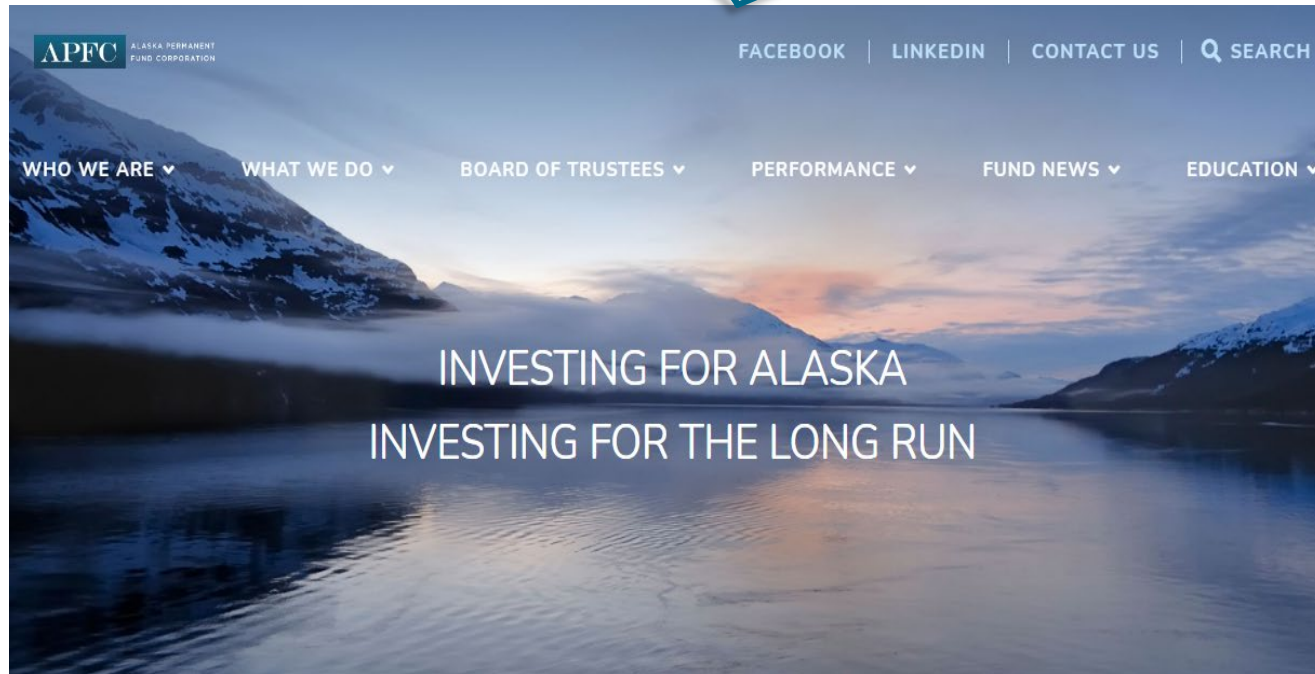 APFC
ALASKA PERMANENT
FUND CORPORATION
FACEBOOK | LINKEDIN | CONTACT US | SEARCH
WHO WE ARE WHAT WE DO BOARD OF TRUSTEES PERFORMANCE FUND NEWS EDUCATION
INVESTING FOR ALASKA
INVESTING FOR THE LONG RUN